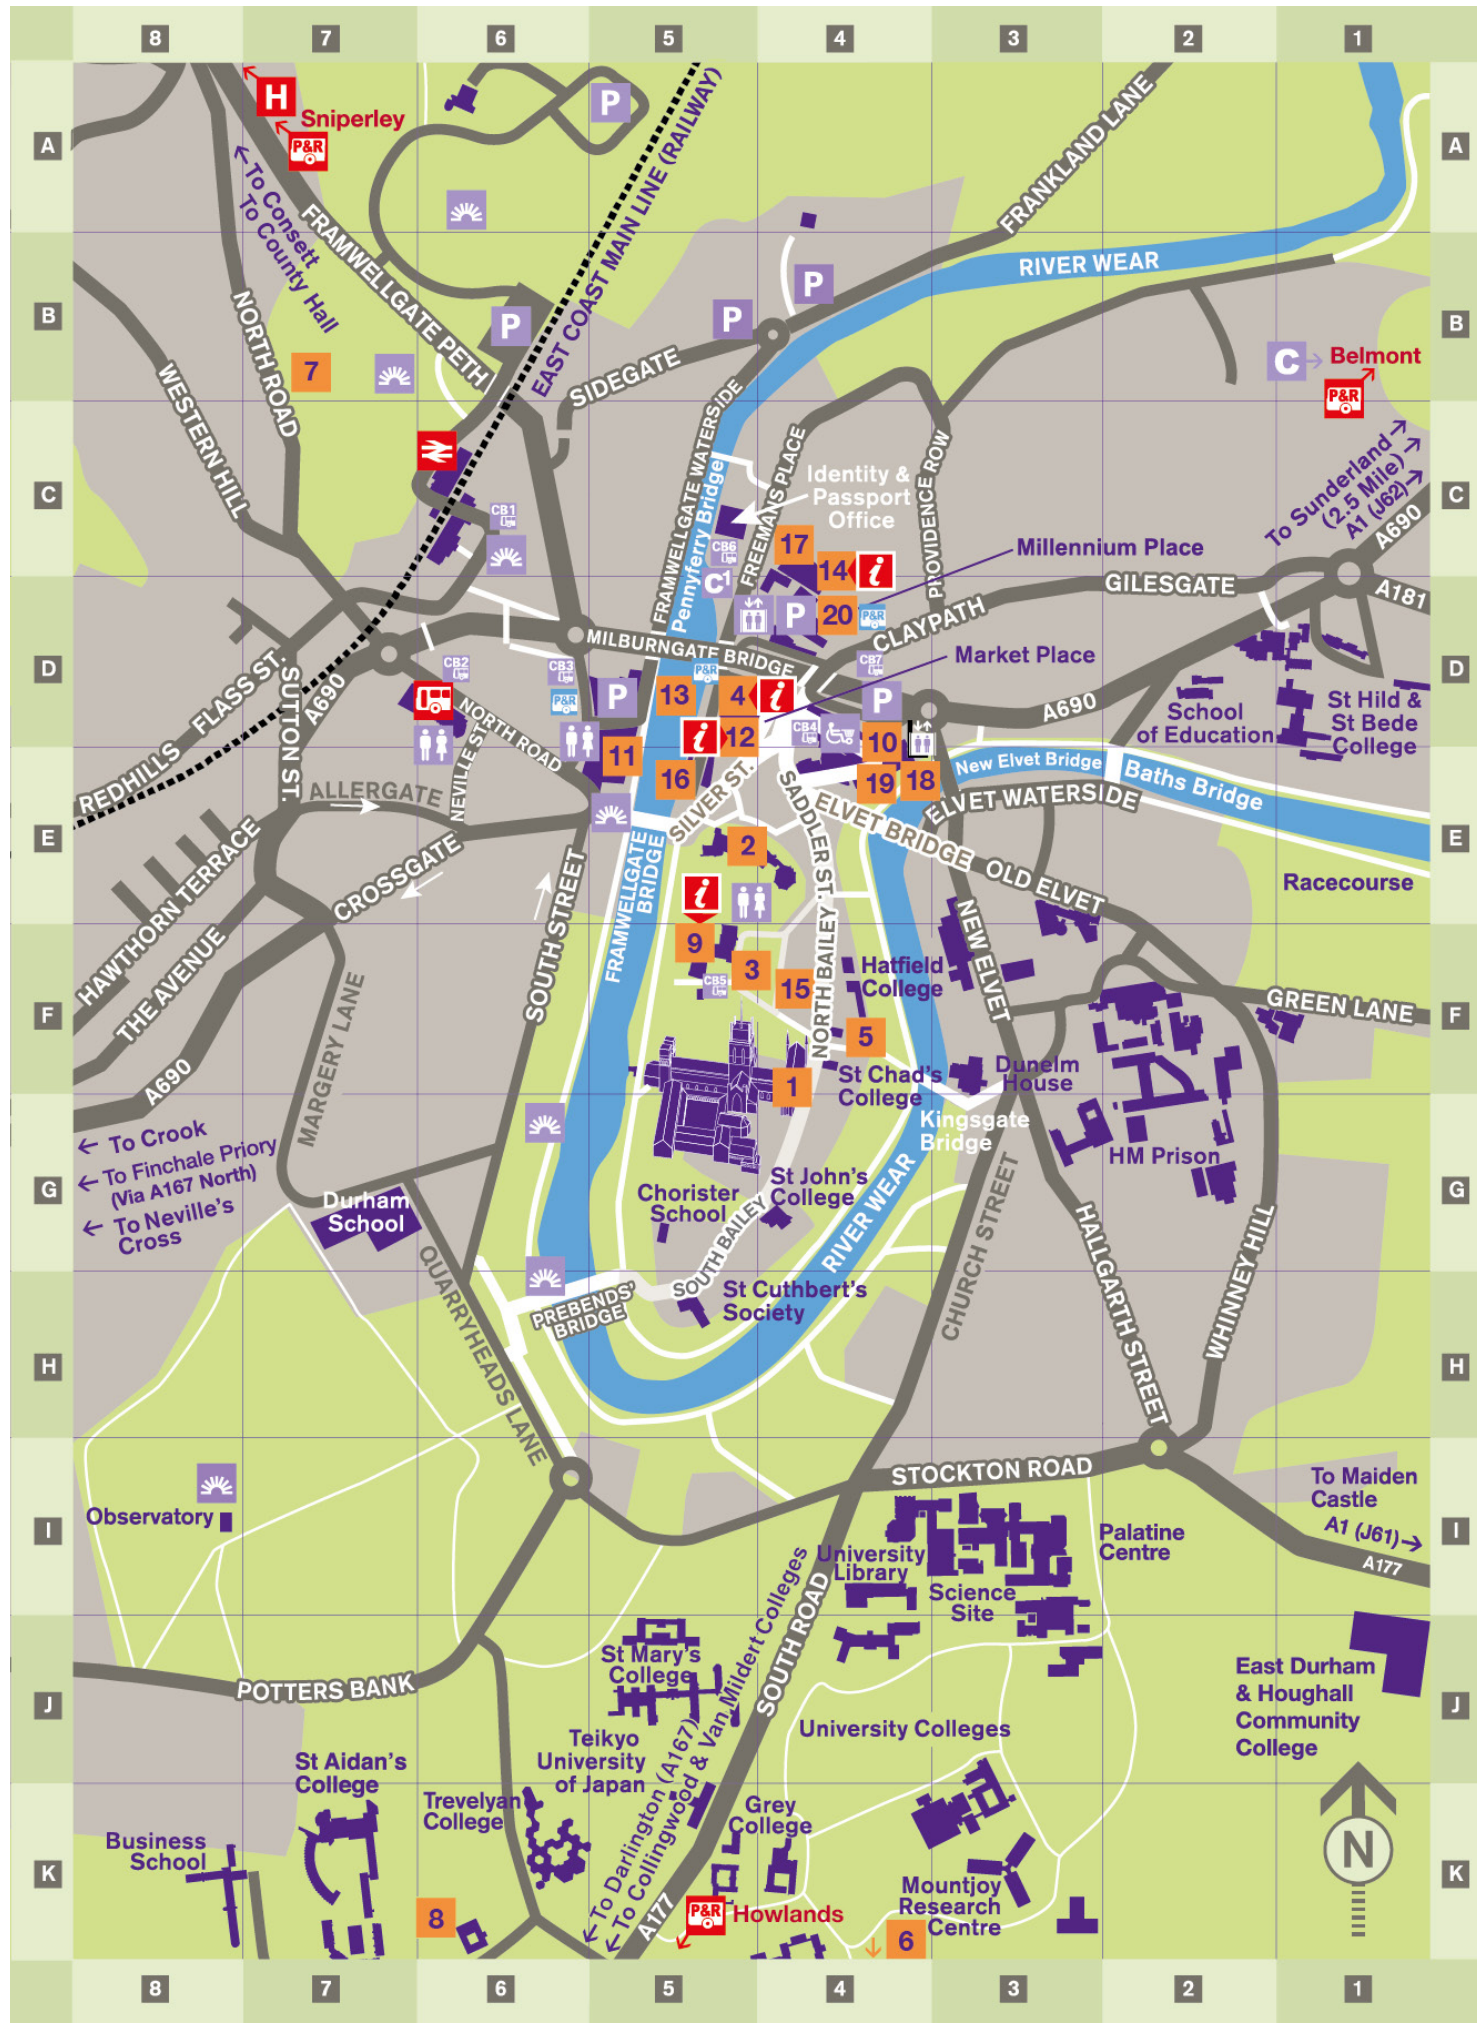 8 7 6 5 4 3 2 1
A
A
H
Sniperley
P&R
P
← To Consett
To County Hall
FRAMWELLGATE PETH
EAST COAST MAIN LINE (RAILWAY)
FRANKLAND LANE
RIVER WEAR
B
B
P
P
P
NORTH ROAD
7
WESTERN HILL
SIDEGATE
C →
Belmont
P&R
C
C
FRAMWELLGATE WATERSIDE
Pennyferry Bridge
FREEMANS PLACE
PROVIDENCE ROW
Identity &
Passport
Office
To Sunderland →
(2.5 Mile) →
A1 (J62) →
A690
CB1
CB6
17
14
i
Millennium Place
C1
P
20
P&R
GILESGATE
A181
CLAYPATH
D
D
MILBURNGATE BRIDGE
FLASS ST.
REDHILLS
SUTTON ST.
A690
CB2
CB3
P&R
P&R
P
13
4
i
CB7
Market Place
P
A690
School
of Education
St Hild &
St Bede
College
NORTH ROAD
NEVILLE ST.
11
i
12
CB4
10
16
19
18
New Elvet Bridge
Baths Bridge
SILVER ST.
SADDLER ST.
ELVET BRIDGE
ELVET WATERSIDE
E
E
ALLERGATE
HAWTHORN TERRACE
CROSSGATE
THE AVENUE
SOUTH STREET
FRAMWELLGATE
BRIDGE
2
OLD ELVET
Racecourse
i
9
3
CB5
15
NORTH BAILEY
Hatfield
College
NEW ELVET
GREEN LANE
F
F
A690
MARGERY LANE
5
St Chad's
College
1
Dunelm
House
Kingsgate
Bridge
HM Prison
G
G
← To Crook
← To Finchale Priory
(Via A167 North)
← To Neville's
Cross
Durham
School
Chorister
School
St John's
College
SOUTH BAILEY
RIVER WEAR
CHURCH STREET
HALLGARTH STREET
WHINNEY HILL
QUARRYHEADS LANE
PREBENDS'
BRIDGE
St Cuthbert's
Society
H
H
STOCKTON ROAD
To Maiden
Castle
A1 (J61) →
A177
Observatory
I
I
University
Library
Science
Site
Palatine
Centre
SOUTH ROAD
St Mary's
College
POTTERS BANK
J
J
East Durham
& Houghall
Community
College
University Colleges
Teikyo
University
of Japan
St Aidan's
College
Trevelyan
College
← To Darlington (A167)
← To Collingwood & Van Mildert Colleges
Grey
College
Business
School
K
K
N
Mountjoy
Research
Centre
8
A177
P&R
Howlands
6
8 7 6 5 4 3 2 1